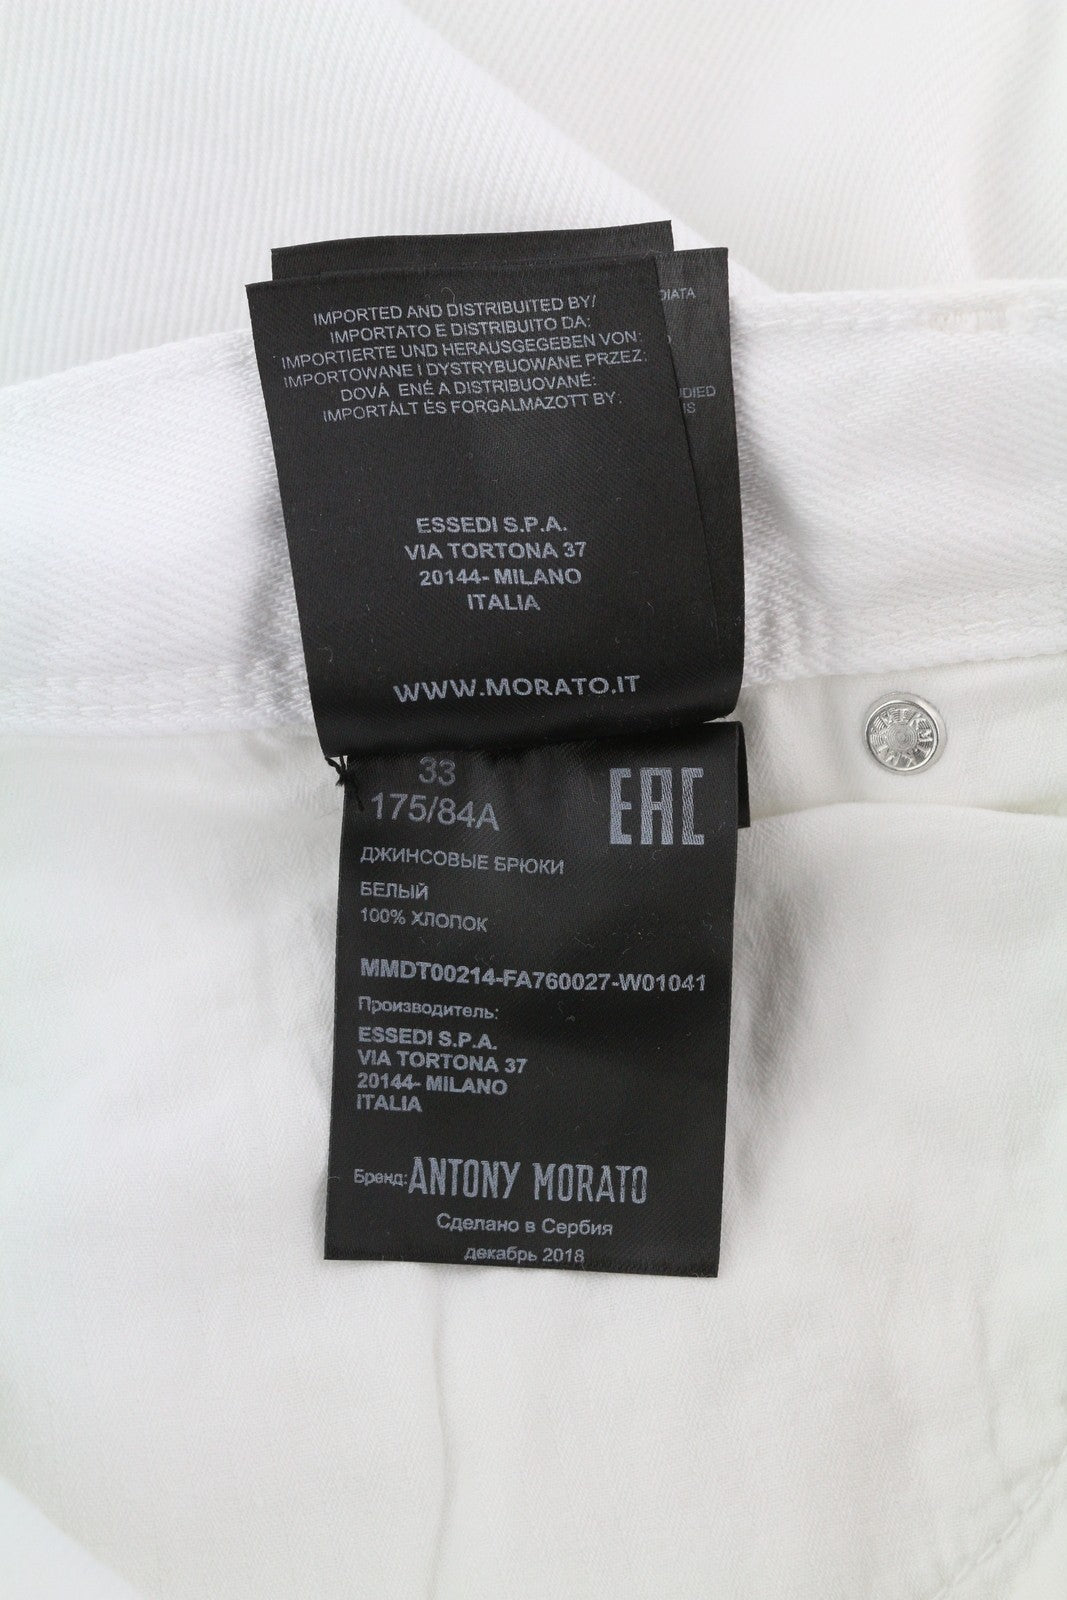 IMPORTED AND DISTRIBUITED BY/
IMPORTATO E DISTRIBUITO DA:
IMPORTIERTE UND HERAUSGEGEBEN VON:
IMPORTOWANE I DYSTRYBUOWANE PRZEZ:
DOVÁ ENÉ A DISTRIBUOVANÉ:
IMPORTÁLT ÉS FORGALMAZOTT BY:
ESSEDI S.P.A.
VIA TORTONA 37
20144- MILANO
ITALIA
WWW.MORATO.IT
33
175/84A
EAC
ДЖИНСОВЫЕ БРЮКИ
БЕЛЫЙ
100% ХЛОПОК
MMDT00214-FA760027-W01041
Производитель:
ESSEDI S.P.A.
VIA TORTONA 37
20144- MILANO
ITALIA
Бренд: ANTONY MORATO
Сделано в Сербия
декабрь 2018